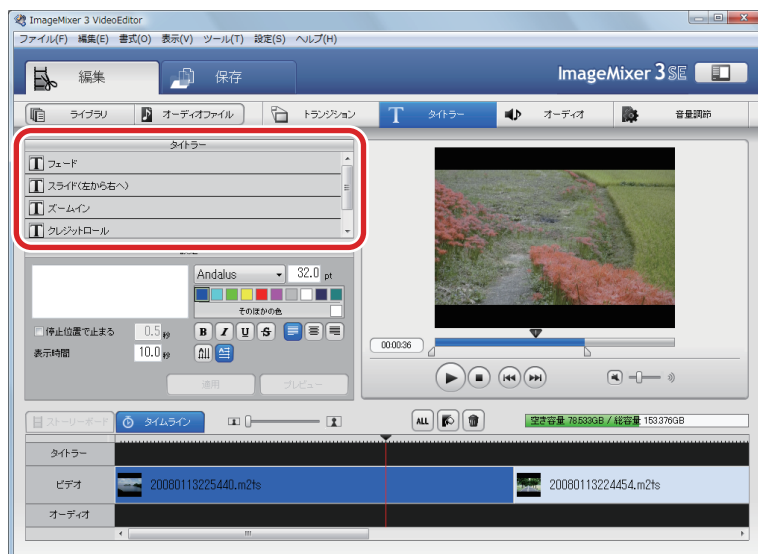 ImageMixer 3 VideoEditor
ファイル(F) 編集(E) 書式(O) 表示(V) ツール(T) 設定(S) ヘルプ(H)
編集 保存 ImageMixer 3 SE
ライブラリ オーディオファイル トランジション T タイトラー オーディオ 音量調節
タイトラー
T フェード
T スライド(左から右へ)
T ズームイン
T クレジットロール
Andalus 32.0 pt
そのほかの色
停止位置で止まる 0.5 秒 B I U S
表示時間 10.0 秒
適用 プレビュー
00:00:36
ストーリーボード タイムライン ALL 空き容量 78.533GB / 総容量 153.376GB
タイトラー
ビデオ 20080113225440.m2ts 20080113224454.m2ts
オーディオ